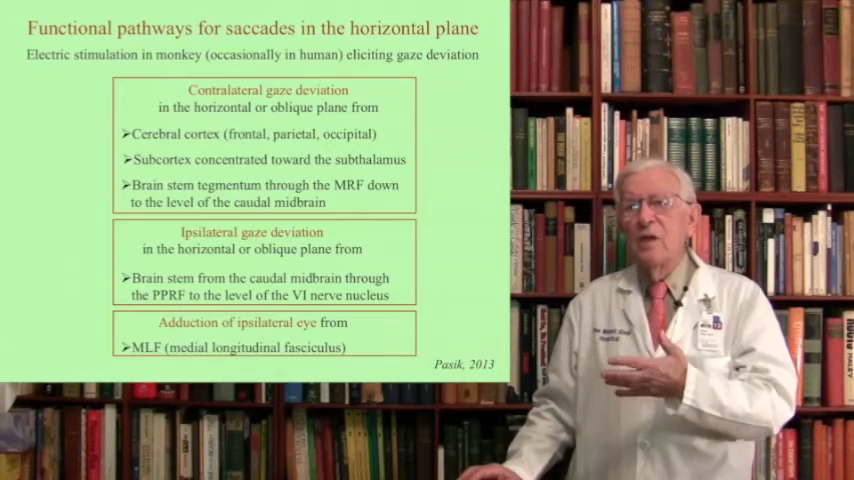 Functional pathways for saccades in the horizontal plane
Electric stimulation in monkey (occasionally in human) eliciting gaze deviation
Contralateral gaze deviation
in the horizontal or oblique plane from
➢Cerebral cortex (frontal, parietal, occipital)
➢Subcortex concentrated toward the subthalamus
➢Brain stem tegmentum through the MRF down
to the level of the caudal midbrain
Ipsilateral gaze deviation
in the horizontal or oblique plane from
➢Brain stem from the caudal midbrain through
the PPRF to the level of the VI nerve nucleus
Adduction of ipsilateral eye from
➢MLF (medial longitudinal fasciculus)
Pasik, 2013